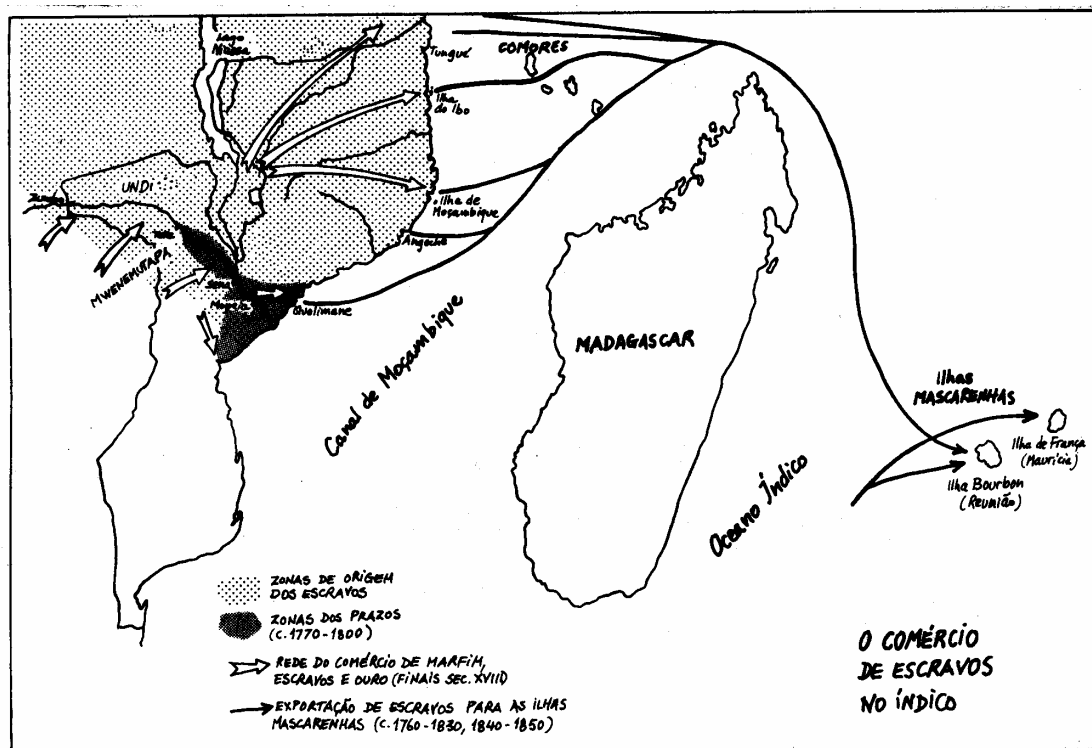 Lago
Niassa
Tungué
COMORES
Ilha
do Ibo
UNDI
Zumbo
Ilha de
Moçambique
Angoche
Tete
MWENEMUTAPA
Sena
Quelimane
Canal de Moçambique
MADAGASCAR
Ilhas
MASCARENHAS
Ilha de França
(Maurícia)
Ilha Bourbon
(Reunião)
Oceano Índico
ZONAS DE ORIGEM
DOS ESCRAVOS
ZONAS DOS PRAZOS
(c.1770-1800)
REDE DO COMÉRCIO DE MARFIM,
ESCRAVOS E OURO (FINAIS SEC. XVIII)
EXPORTAÇÃO DE ESCRAVOS PARA AS ILHAS
MASCARENHAS (c.1760-1830, 1840-1850)
O COMÉRCIO
DE ESCRAVOS
NO ÍNDICO